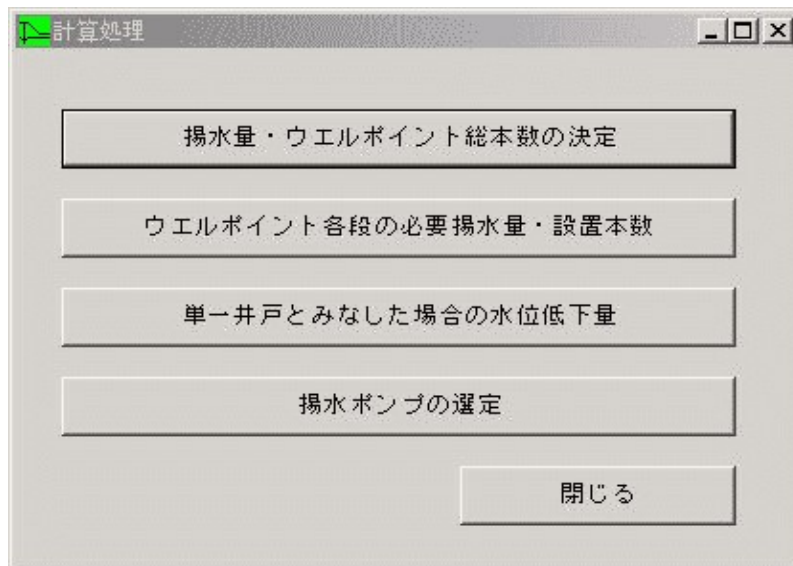 計算処理
揚水量・ウエルポイント総本数の決定
ウエルポイント各段の必要揚水量・設置本数
単一井戸とみなした場合の水位低下量
揚水ポンプの選定
閉じる